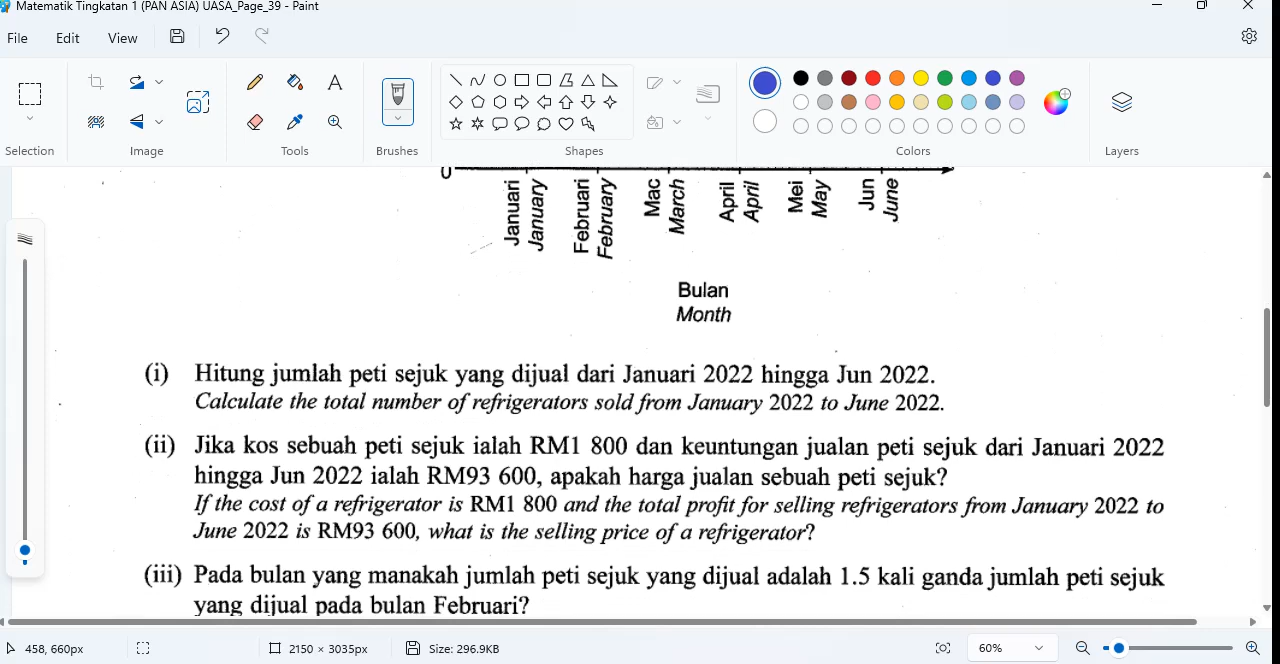 Matematik Tingkatan 1 (PAN ASIA) UASA_Page_39 - Paint
File Edit View
Selection Image Tools Brushes Shapes Colors Layers
Januari
January
Februari
February
Mac
March
April
April
Mei
May
Jun
June
Bulan
Month
(i) Hitung jumlah peti sejuk yang dijual dari Januari 2022 hingga Jun 2022.
Calculate the total number of refrigerators sold from January 2022 to June 2022.
(ii) Jika kos sebuah peti sejuk ialah RM1 800 dan keuntungan jualan peti sejuk dari Januari 2022
hingga Jun 2022 ialah RM93 600, apakah harga jualan sebuah peti sejuk?
If the cost of a refrigerator is RM1 800 and the total profit for selling refrigerators from January 2022 to
June 2022 is RM93 600, what is the selling price of a refrigerator?
(iii) Pada bulan yang manakah jumlah peti sejuk yang dijual adalah 1.5 kali ganda jumlah peti sejuk
yang dijual pada bulan Februari?
458, 660px 2150 × 3035px Size: 296.9KB 60%